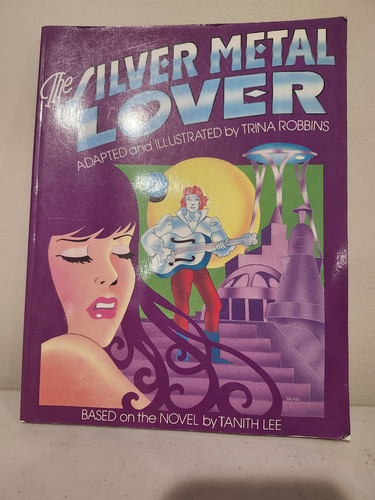 The SILVER METAL
LOVER
ADAPTED and ILLUSTRATED by TRINA ROBBINS
BASED on the NOVEL by TANITH LEE